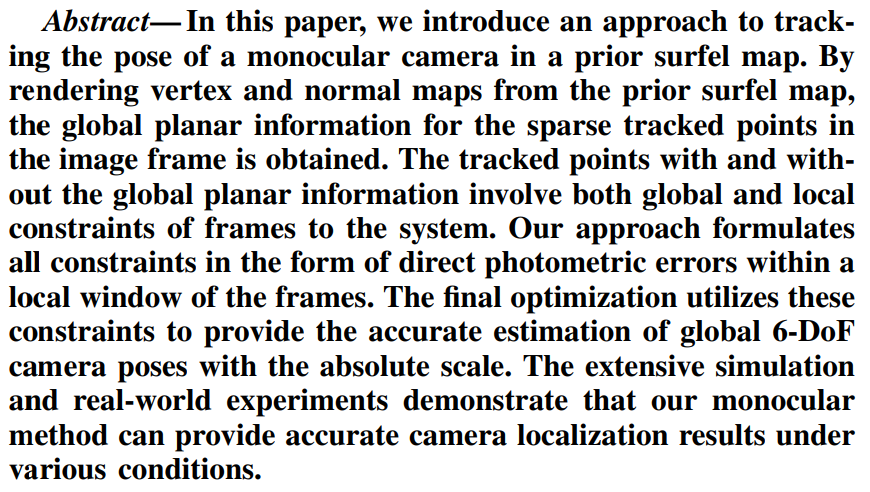 Abstract— In this paper, we introduce an approach to track-
ing the pose of a monocular camera in a prior surfel map. By
rendering vertex and normal maps from the prior surfel map,
the global planar information for the sparse tracked points in
the image frame is obtained. The tracked points with and with-
out the global planar information involve both global and local
constraints of frames to the system. Our approach formulates
all constraints in the form of direct photometric errors within a
local window of the frames. The final optimization utilizes these
constraints to provide the accurate estimation of global 6-DoF
camera poses with the absolute scale. The extensive simulation
and real-world experiments demonstrate that our monocular
method can provide accurate camera localization results under
various conditions.